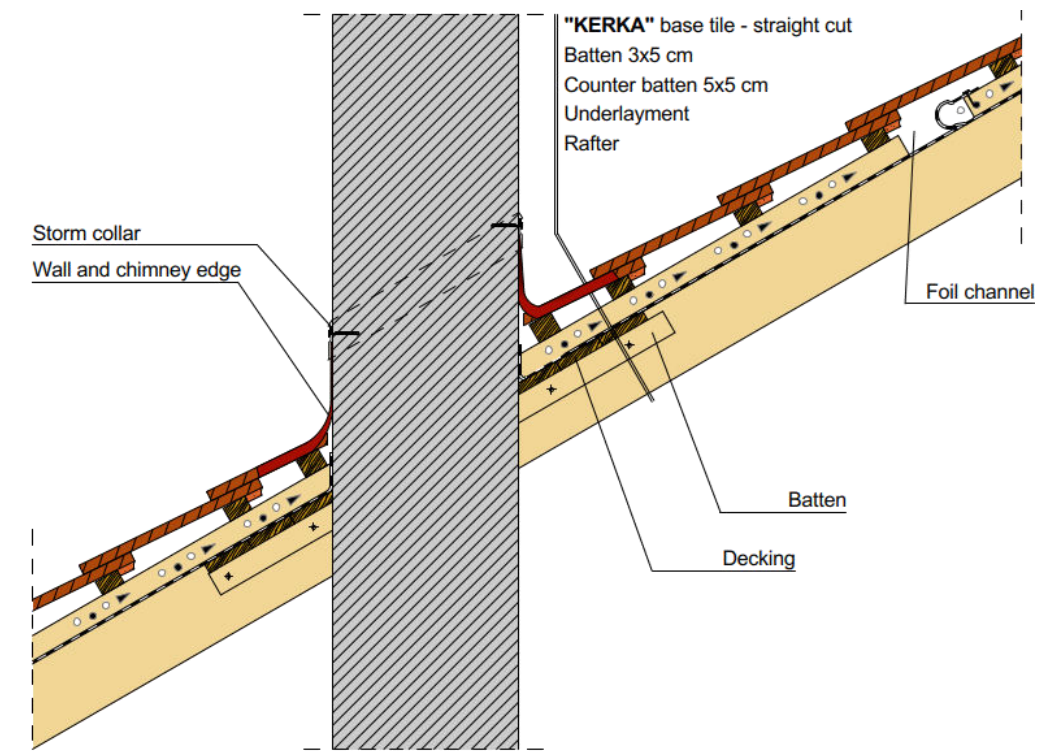 "KERKA" base tile - straight cut
Batten 3x5 cm
Counter batten 5x5 cm
Underlayment
Rafter
Storm collar
Wall and chimney edge
Foil channel
Batten
Decking